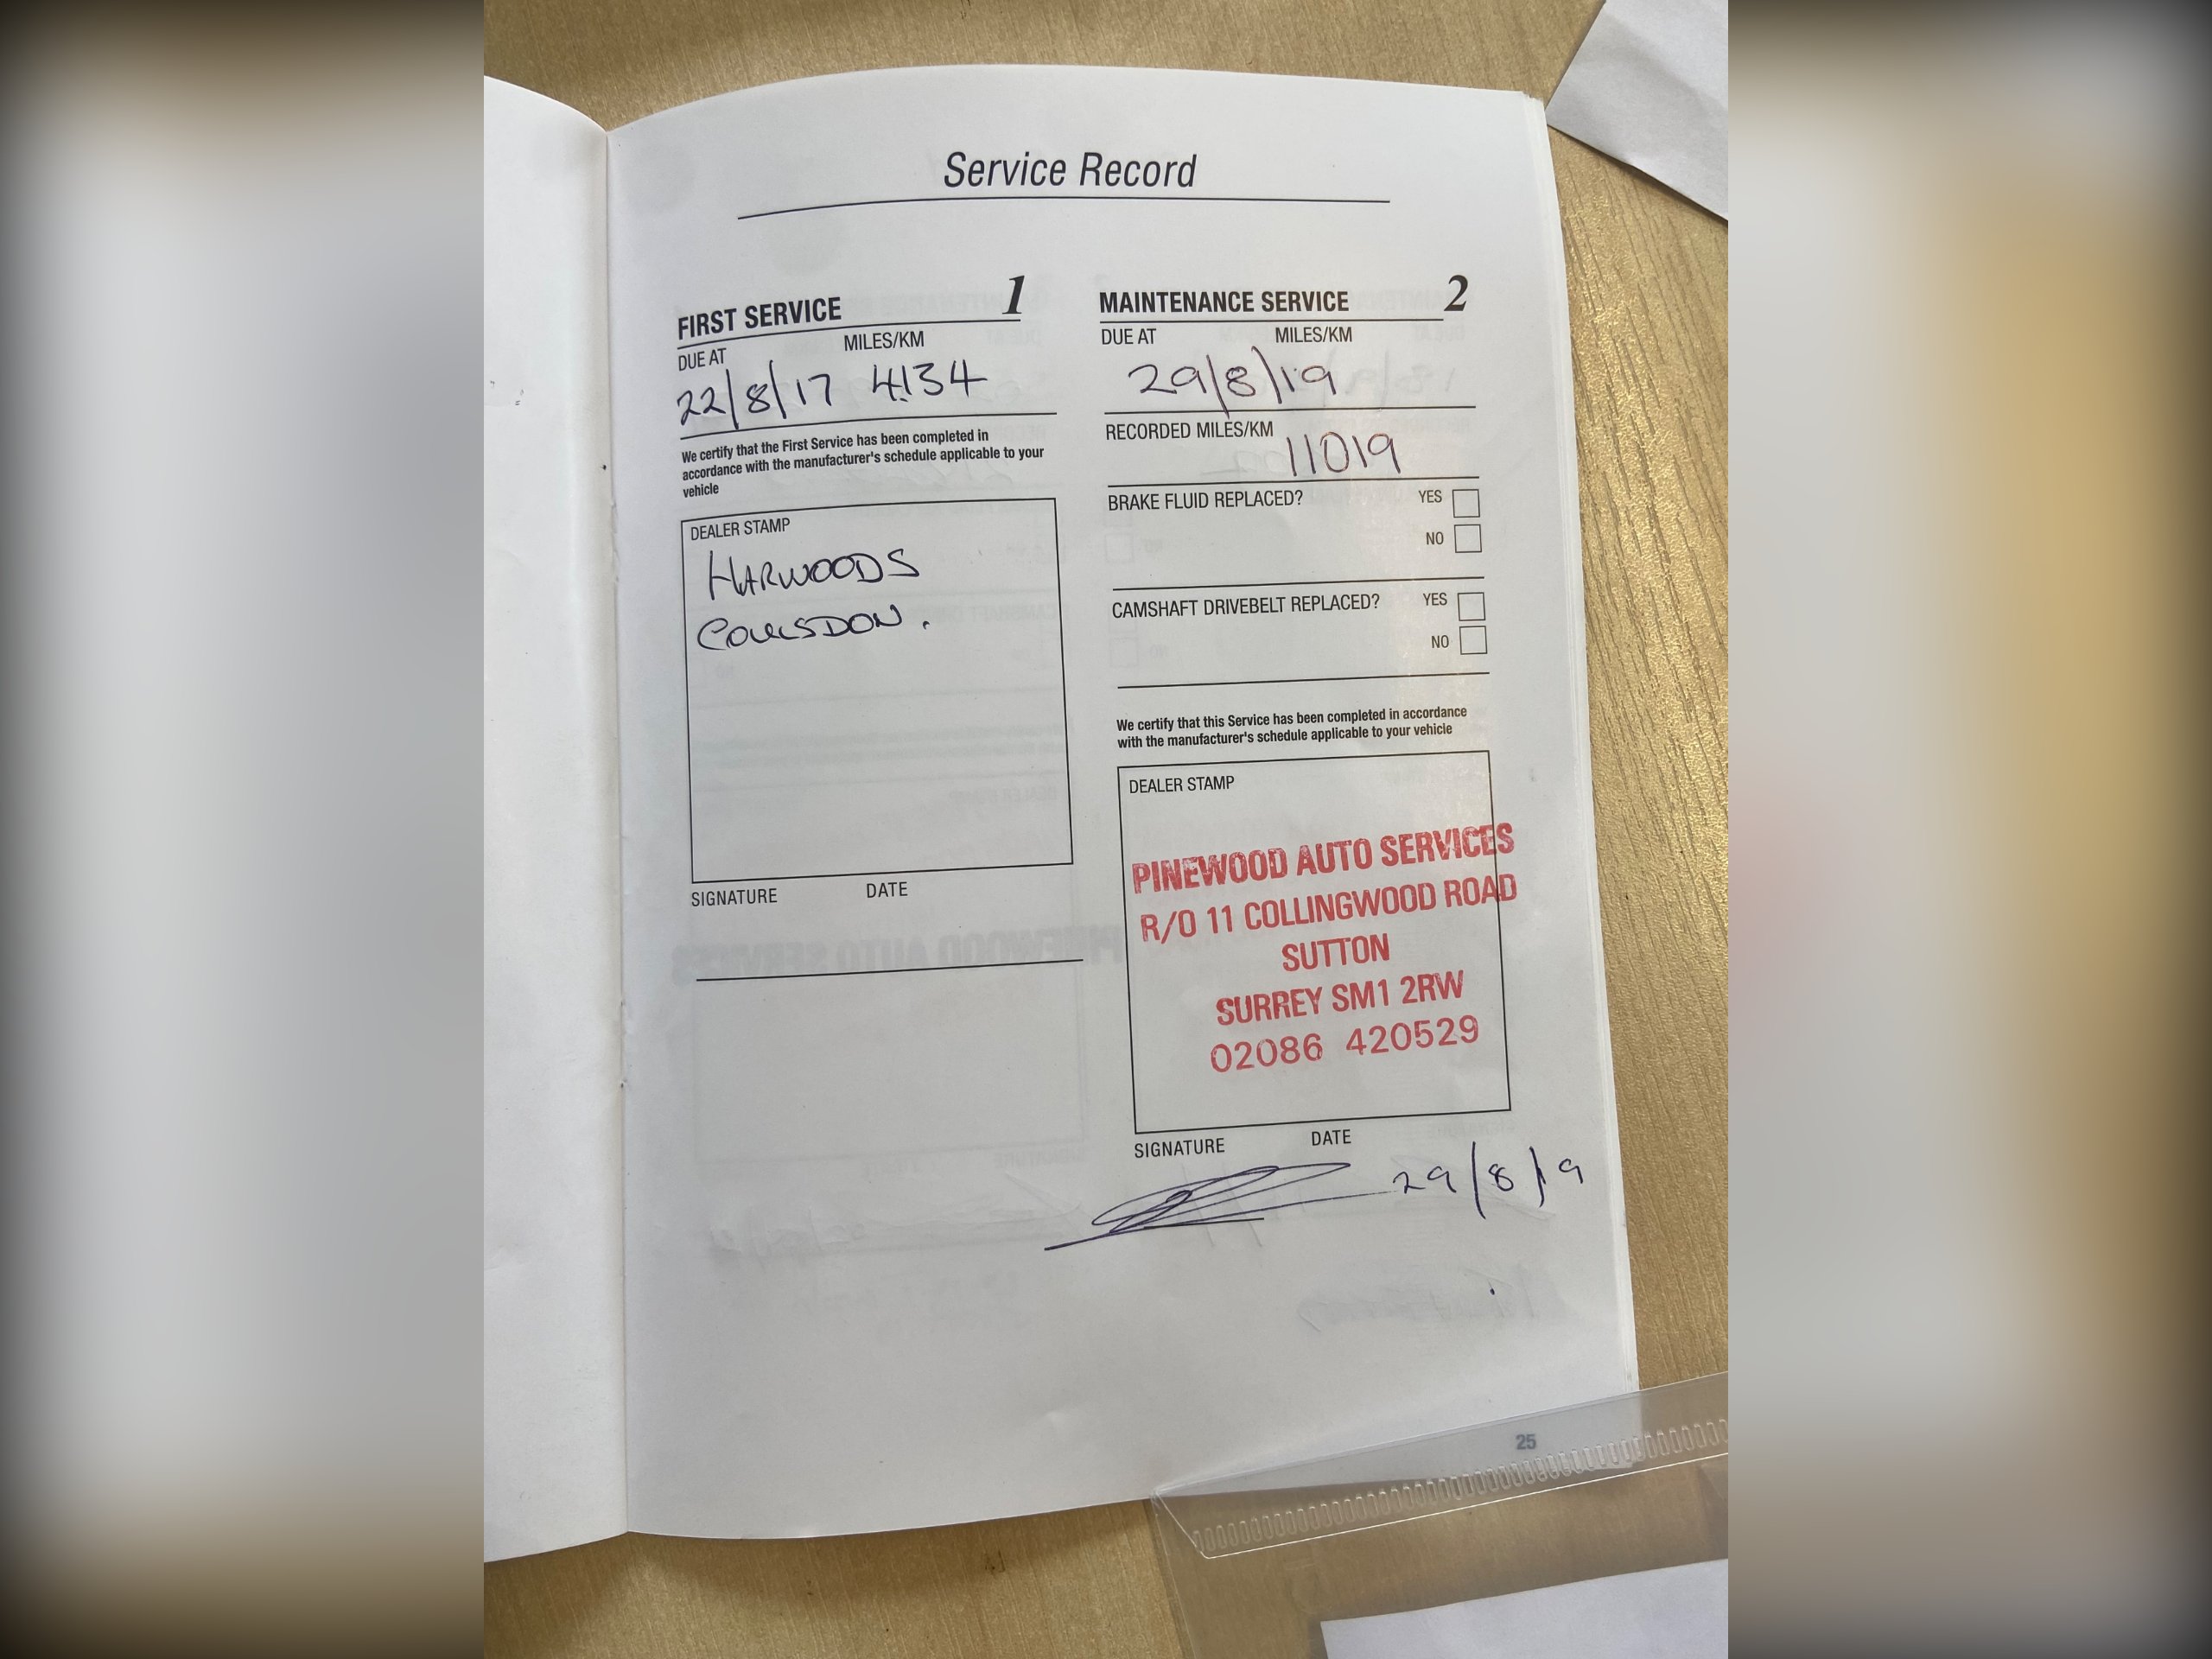 Service Record
FIRST SERVICE 1
DUE AT MILES/KM
22/8/17 4134
We certify that the First Service has been completed in
accordance with the manufacturer's schedule applicable to your
vehicle
DEALER STAMP
HARWOODS
COULSDON.
SIGNATURE DATE
MAINTENANCE SERVICE 2
DUE AT MILES/KM
29/8/19
RECORDED MILES/KM
11019
BRAKE FLUID REPLACED? YES
NO
CAMSHAFT DRIVEBELT REPLACED? YES
NO
We certify that this Service has been completed in accordance
with the manufacturer's schedule applicable to your vehicle
DEALER STAMP
PINEWOOD AUTO SERVICES
R/O 11 COLLINGWOOD ROAD
SUTTON
SURREY SM1 2RW
02086 420529
SIGNATURE DATE
29/8/19
25